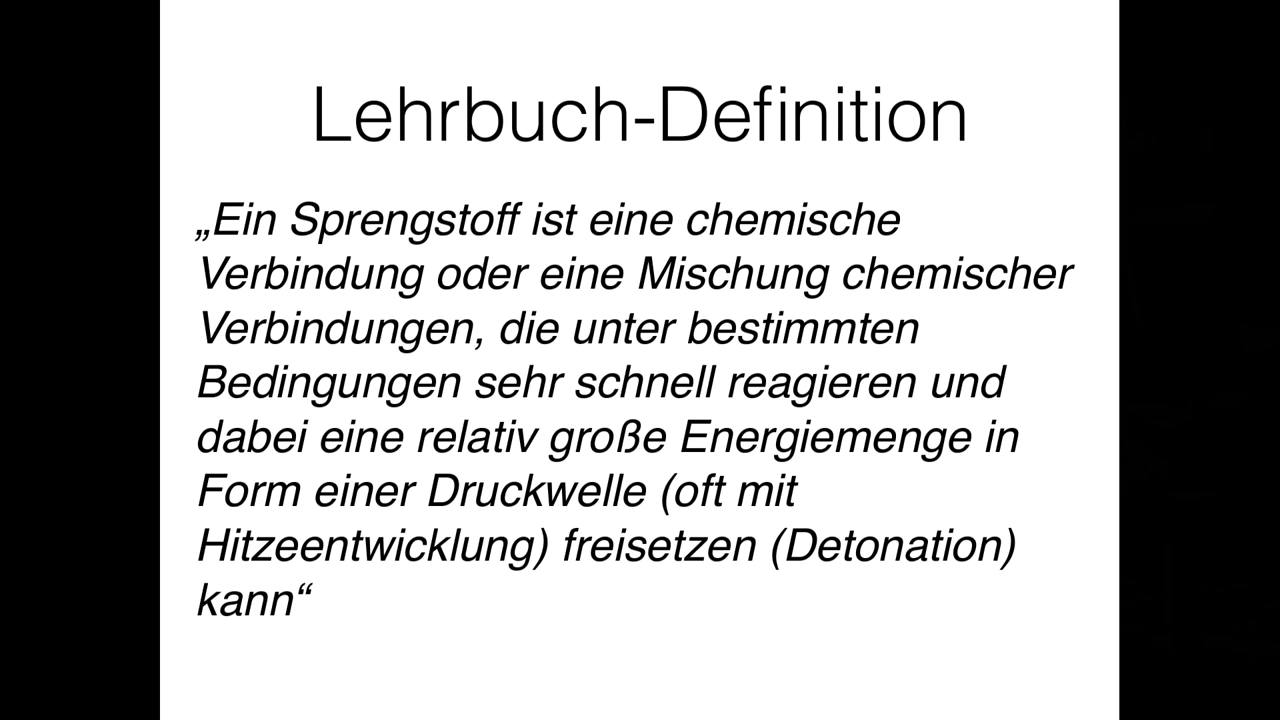 Lehrbuch-Definition
„Ein Sprengstoff ist eine chemische
Verbindung oder eine Mischung chemischer
Verbindungen, die unter bestimmten
Bedingungen sehr schnell reagieren und
dabei eine relativ große Energiemenge in
Form einer Druckwelle (oft mit
Hitzeentwicklung) freisetzen (Detonation)
kann“